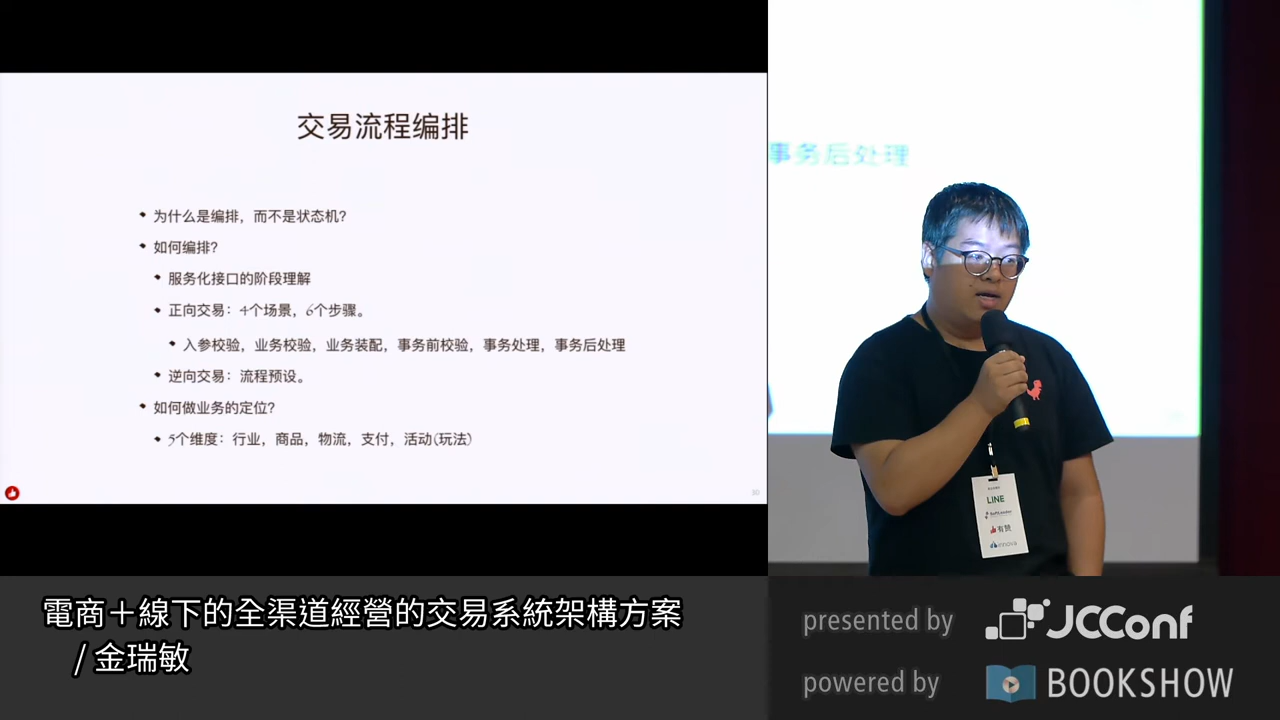 交易流程编排
为什么是编排，而不是状态机？
如何编排？
服务化接口的阶段理解
正向交易：4个场景，6个步骤。
入参校验，业务校验，业务装配，事务前校验，事务处理，事务后处理
逆向交易：流程预设。
如何做业务的定位？
5个维度：行业，商品，物流，支付，活动(玩法)
30
事务后处理
LINE
SoftLeader
有赞
電商＋線下的全渠道經營的交易系統架構方案
/ 金瑞敏
presented by JCConf
powered by BOOKSHOW